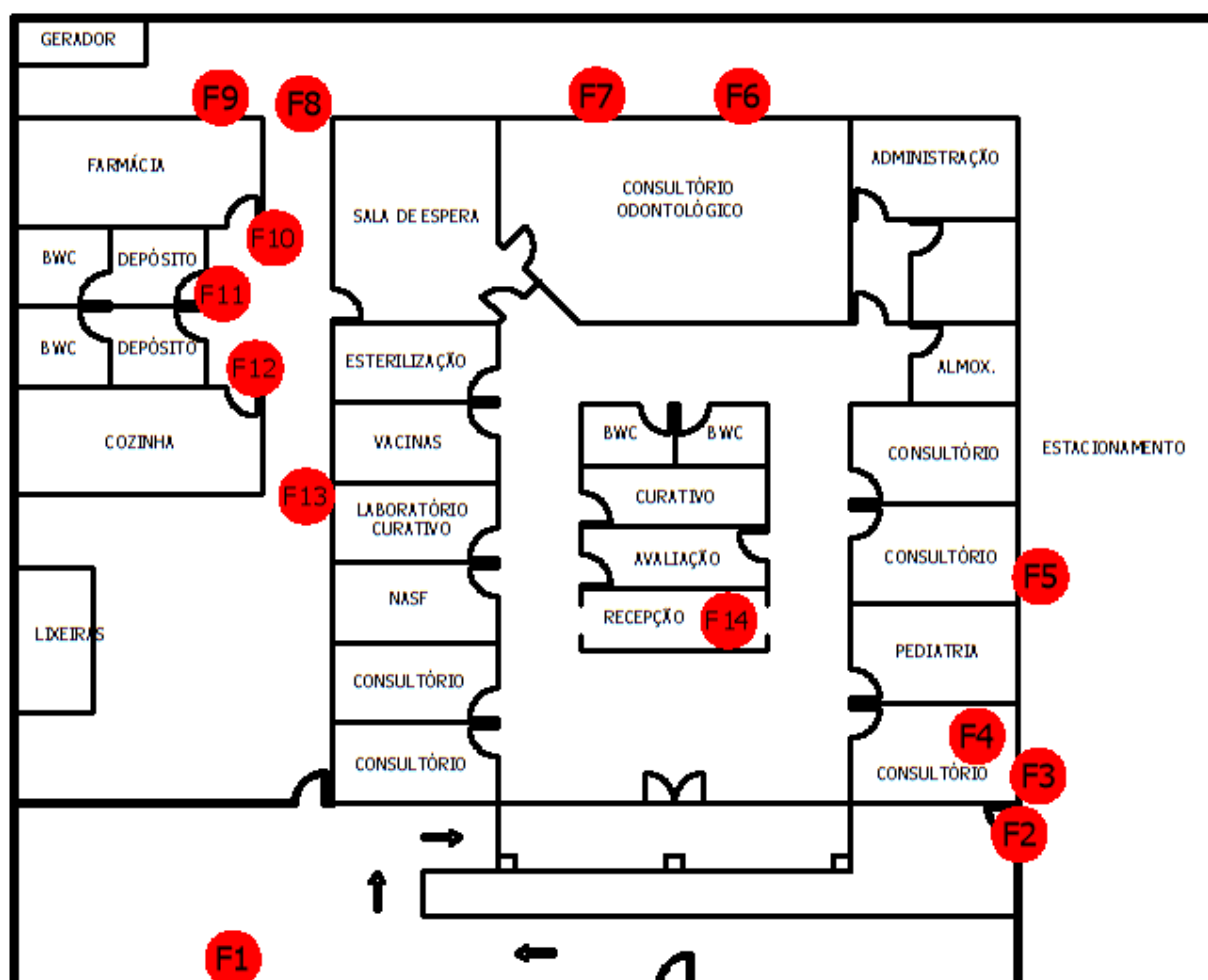 GERADOR
F9
F8
F7
F6
FARMÁCIA
ADMINISTRAÇÃO
CONSULTÓRIO
ODONTOLÓGICO
SALA DE ESPERA
F10
BWC
DEPÓSITO
F11
BWC
DEPÓSITO
F12
ESTERILIZAÇÃO
ALMOX.
COZINHA
VACINAS
BWC
BWC
CONSULTÓRIO
ESTACIONAMENTO
F13
CURATIVO
LABORATÓRIO
CURATIVO
AVALIAÇÃO
CONSULTÓRIO
F5
NASF
RECEPÇÃO
F14
LIXEIRAS
PEDIATRIA
CONSULTÓRIO
F4
CONSULTÓRIO
CONSULTÓRIO
F3
F2
F1